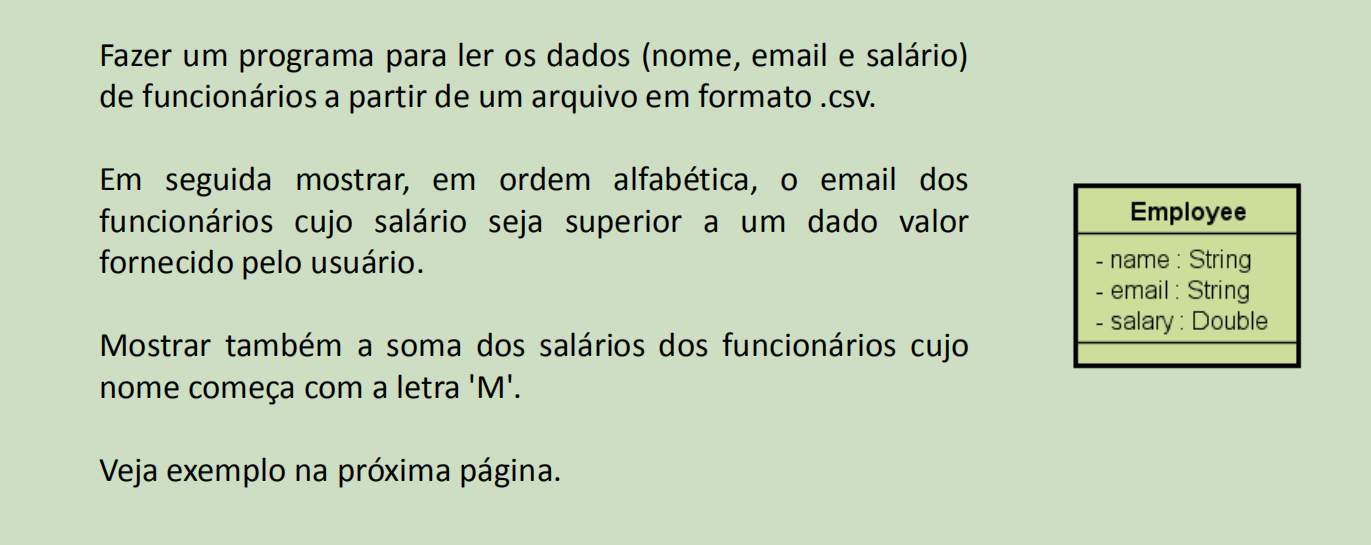 Fazer um programa para ler os dados (nome, email e salário)
de funcionários a partir de um arquivo em formato .csv.
Em seguida mostrar, em ordem alfabética, o email dos
funcionários cujo salário seja superior a um dado valor
fornecido pelo usuário.
Mostrar também a soma dos salários dos funcionários cujo
nome começa com a letra 'M'.
Veja exemplo na próxima página.
Employee
- name : String
- email : String
- salary : Double